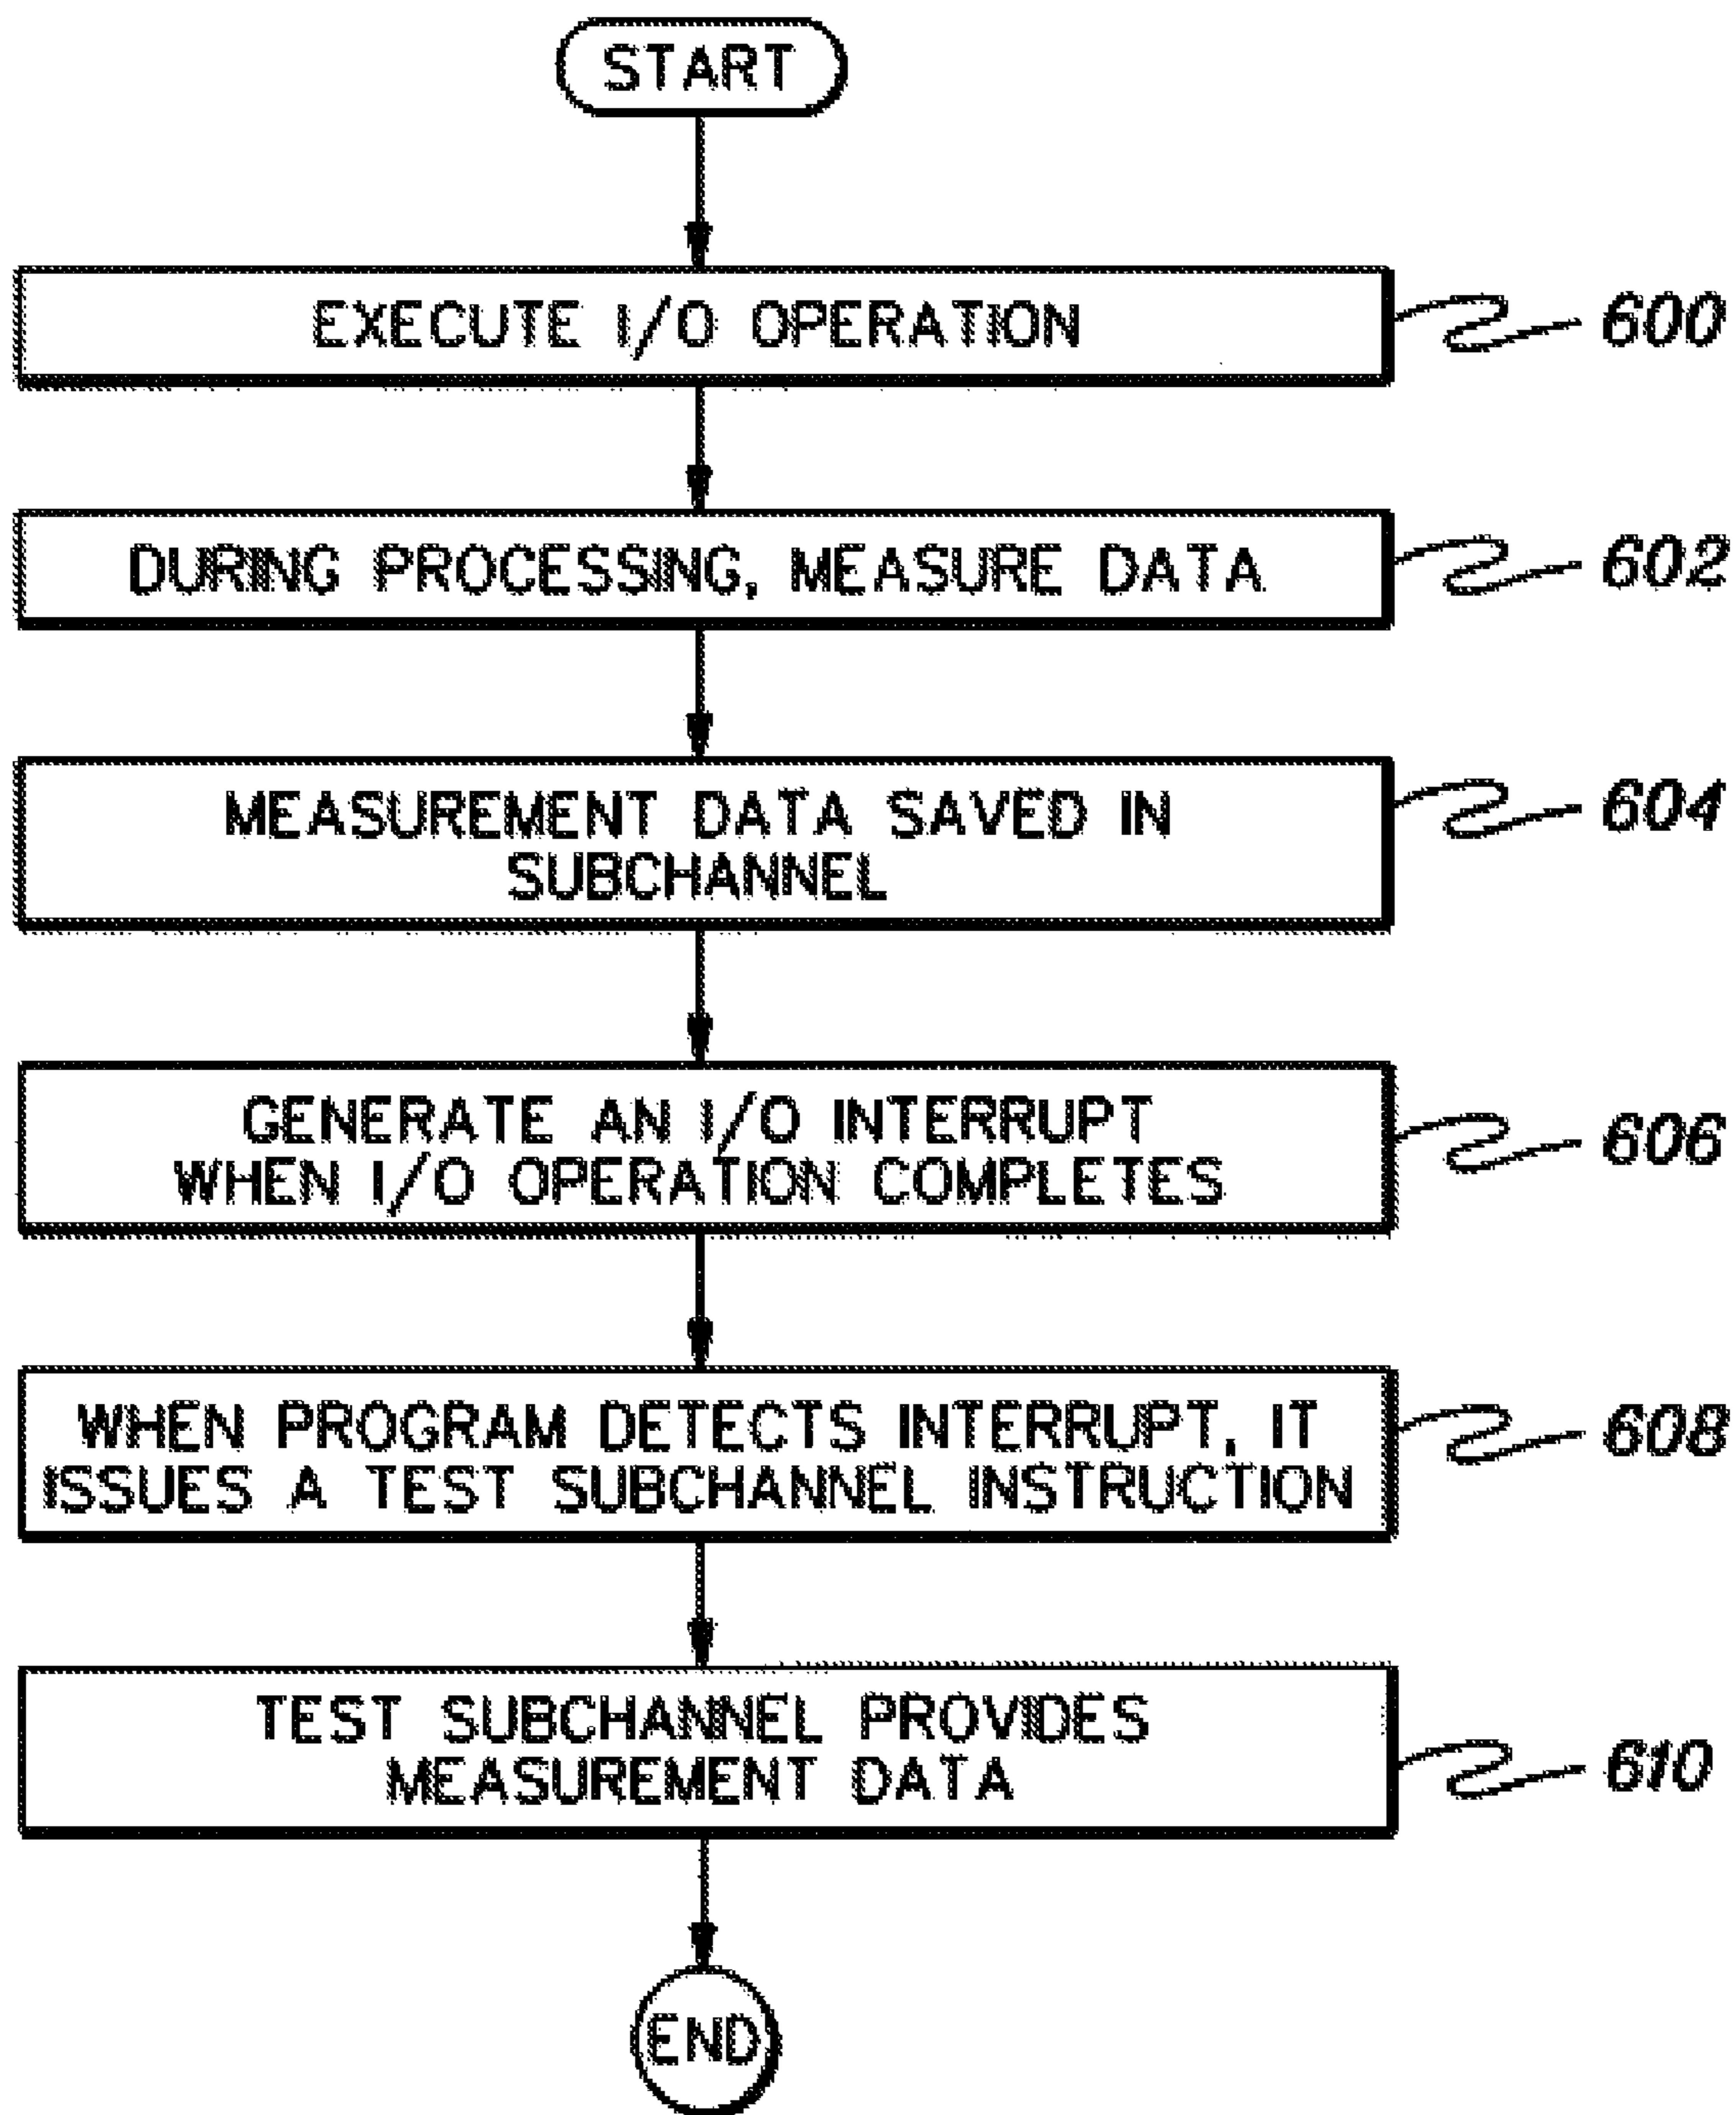 START
EXECUTE I/O OPERATION
600
DURING PROCESSING, MEASURE DATA
602
MEASUREMENT DATA SAVED IN
SUBCHANNEL
604
GENERATE AN I/O INTERRUPT
WHEN I/O OPERATION COMPLETES
606
WHEN PROGRAM DETECTS INTERRUPT, IT
ISSUES A TEST SUBCHANNEL INSTRUCTION
608
TEST SUBCHANNEL PROVIDES
MEASUREMENT DATA
610
END